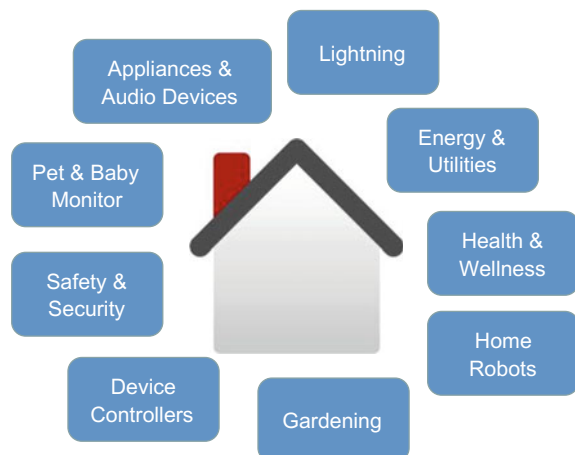 Appliances &
Audio Devices
Lightning
Energy &
Utilities
Pet & Baby
Monitor
Health &
Wellness
Safety &
Security
Home
Robots
Device
Controllers
Gardening